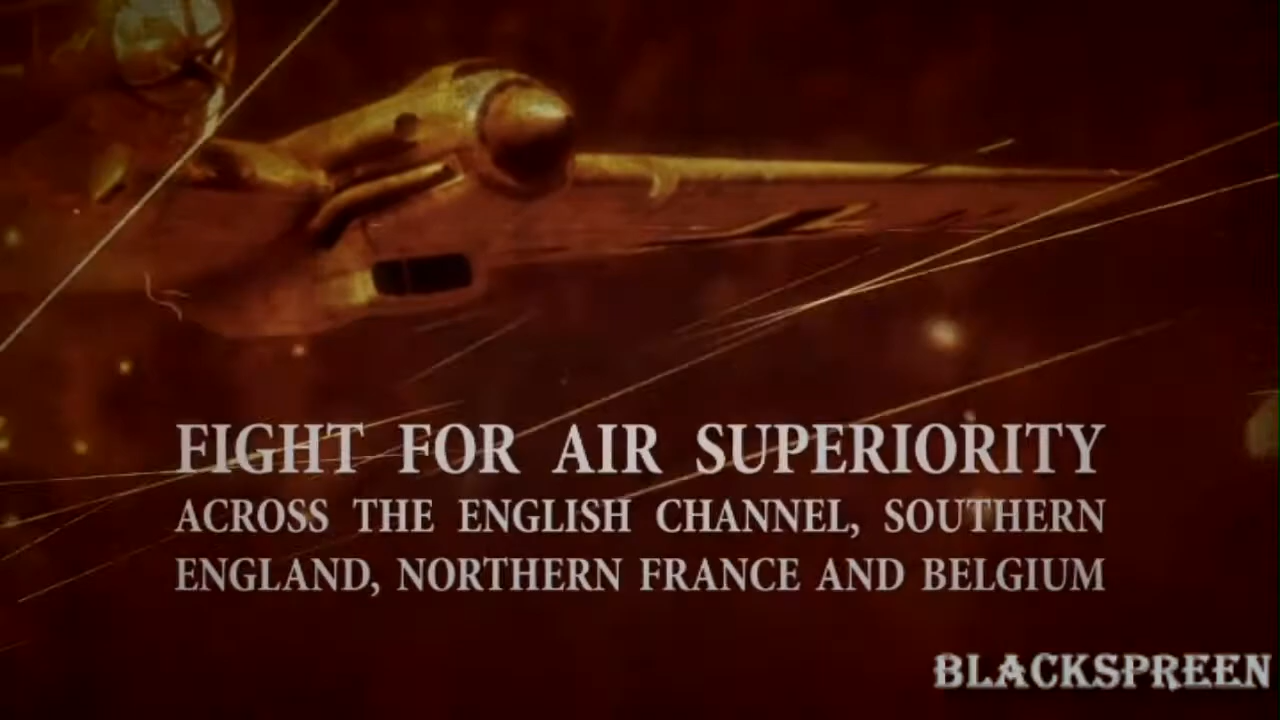 FIGHT FOR AIR SUPERIORITY
ACROSS THE ENGLISH CHANNEL, SOUTHERN
ENGLAND, NORTHERN FRANCE AND BELGIUM
BLACKSPREEN